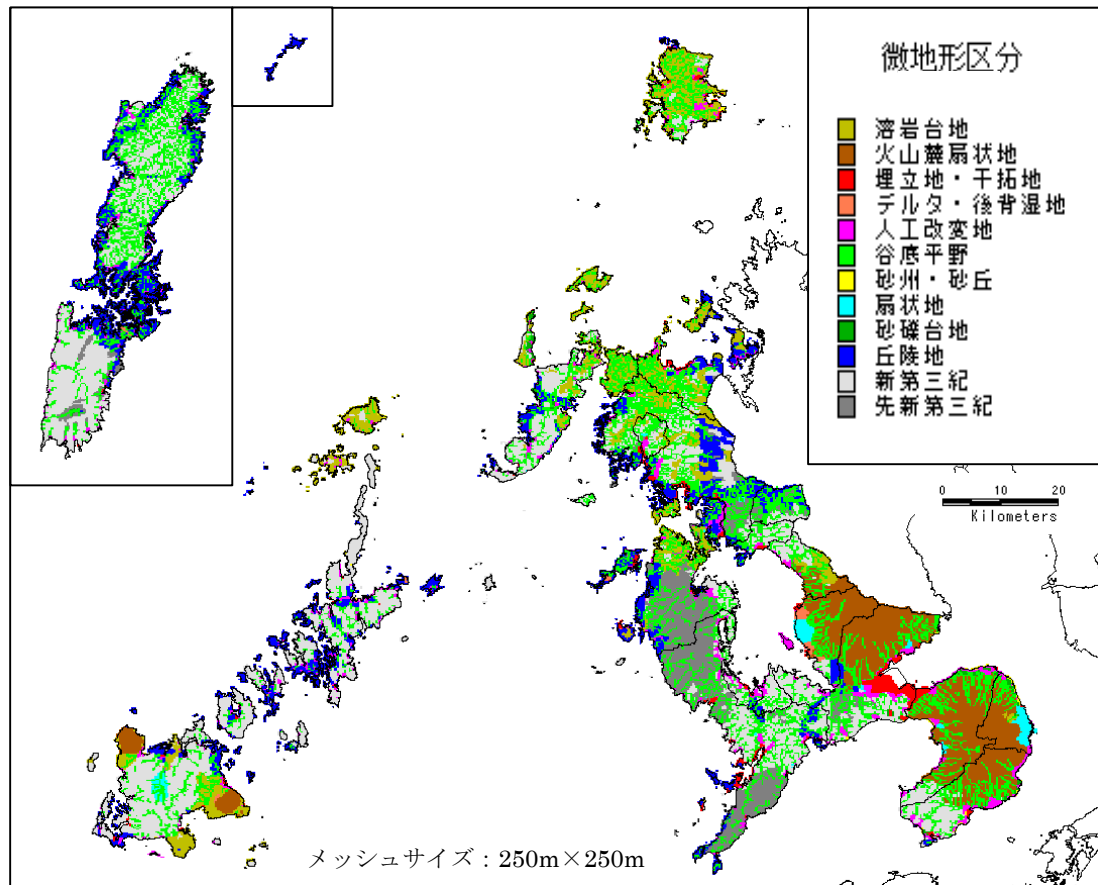 微地形区分
溶岩台地
火山麓扇状地
埋立地・干拓地
デルタ・後背湿地
人工改変地
谷底平野
砂州・砂丘
扇状地
砂礫台地
丘陵地
新第三紀
先新第三紀
0 10 20
Kilometers
メッシュサイズ：250m×250m